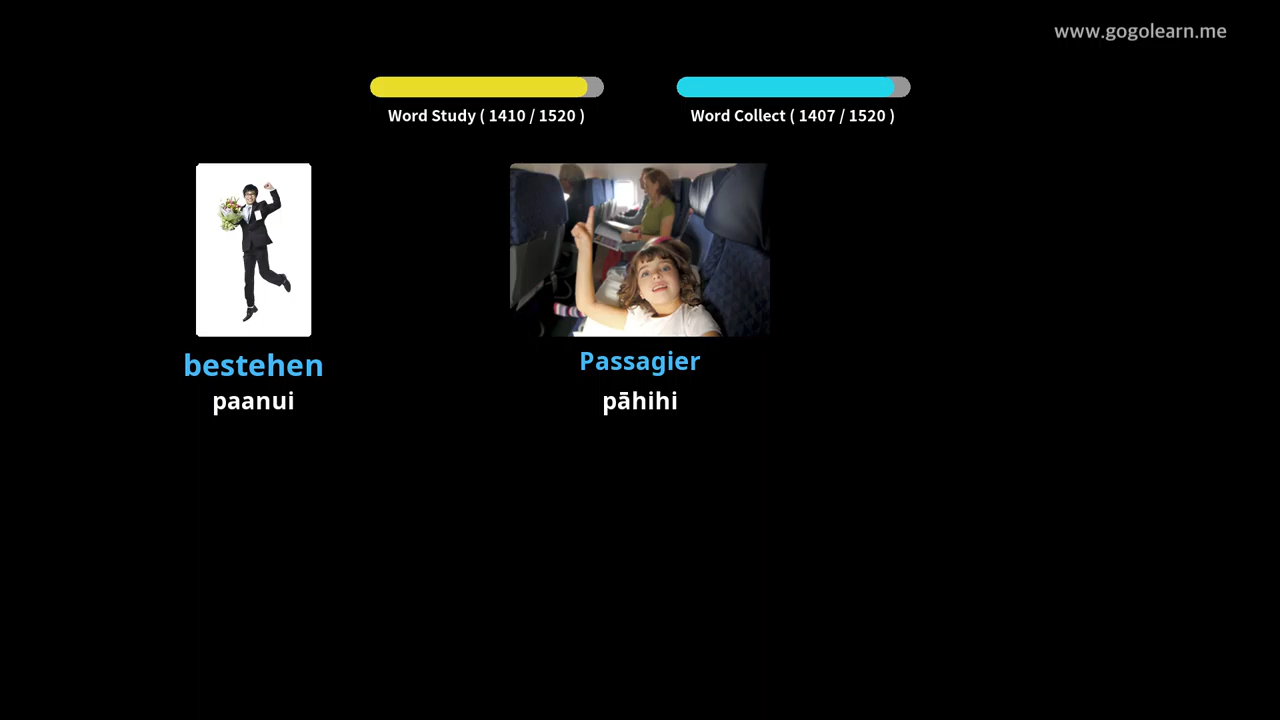 www.gogolearn.me
Word Study ( 1410 / 1520 )
Word Collect ( 1407 / 1520 )
bestehen
paanui
Passagier
pāhihi